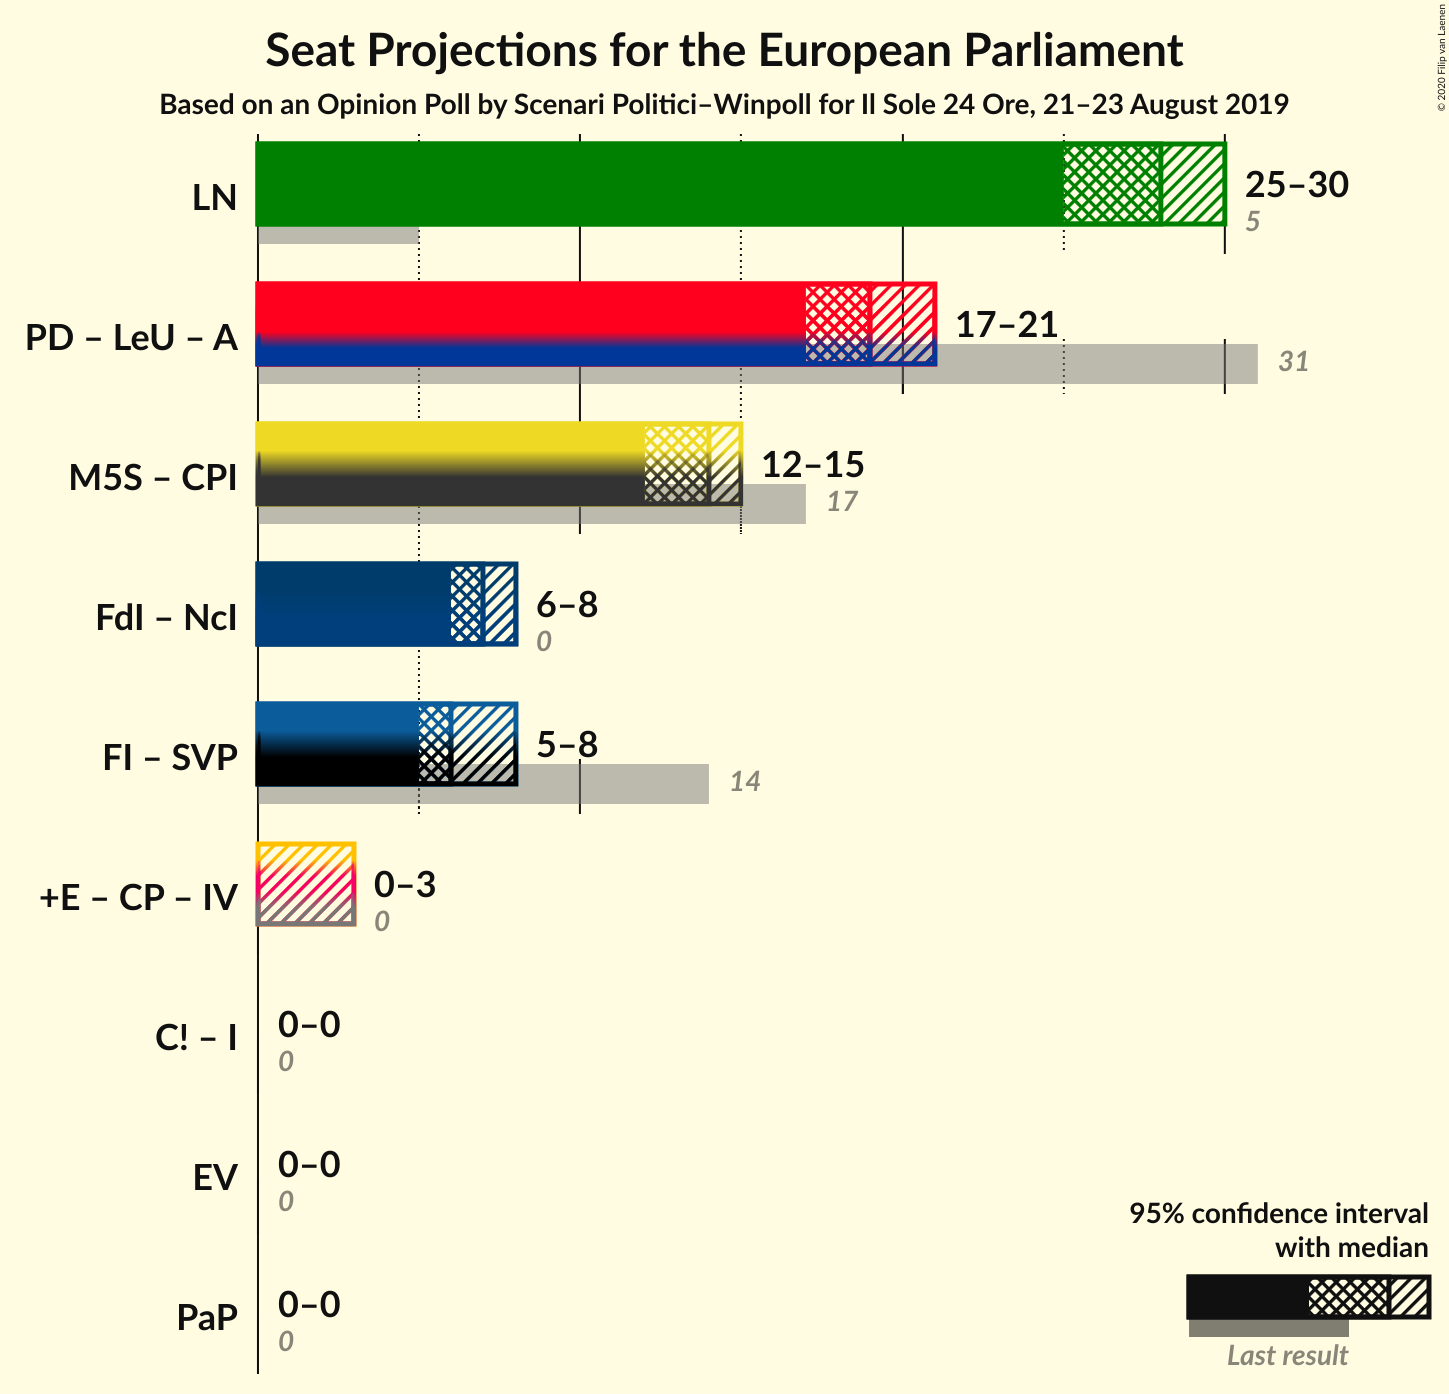 Seat Projections for the European Parliament
Based on an Opinion Poll by Scenari Politici–Winpoll for Il Sole 24 Ore, 21–23 August 2019
© 2020 Filip van Laenen
LN
25–30
5
PD – LeU – A
17–21
31
M5S – CPI
12–15
17
FdI – NcI
6–8
0
FI – SVP
5–8
14
+E – CP – IV
0–3
0
C! – I
0–0
0
EV
0–0
0
PaP
0–0
0
95% confidence interval
with median
Last result